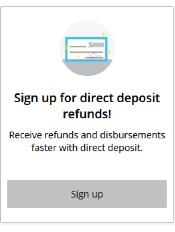 Sign up for direct deposit
refunds!
Receive refunds and disbursements
faster with direct deposit.
Sign up